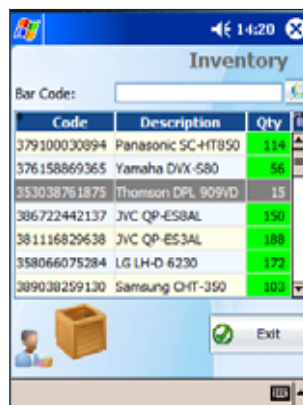 14:20
Inventory
Bar Code:
Code Description Qty
379100030894 Panasonic SC-HT850 114
376158869365 Yamaha DVX-S80 56
353038761875 Thomson DPL 909VD 15
386722442137 JVC QP-ES8AL 150
381116829638 JVC QP-ES3AL 188
358066075284 LG LH-D 6230 172
389038259130 Samsung CHT-350 103
Exit